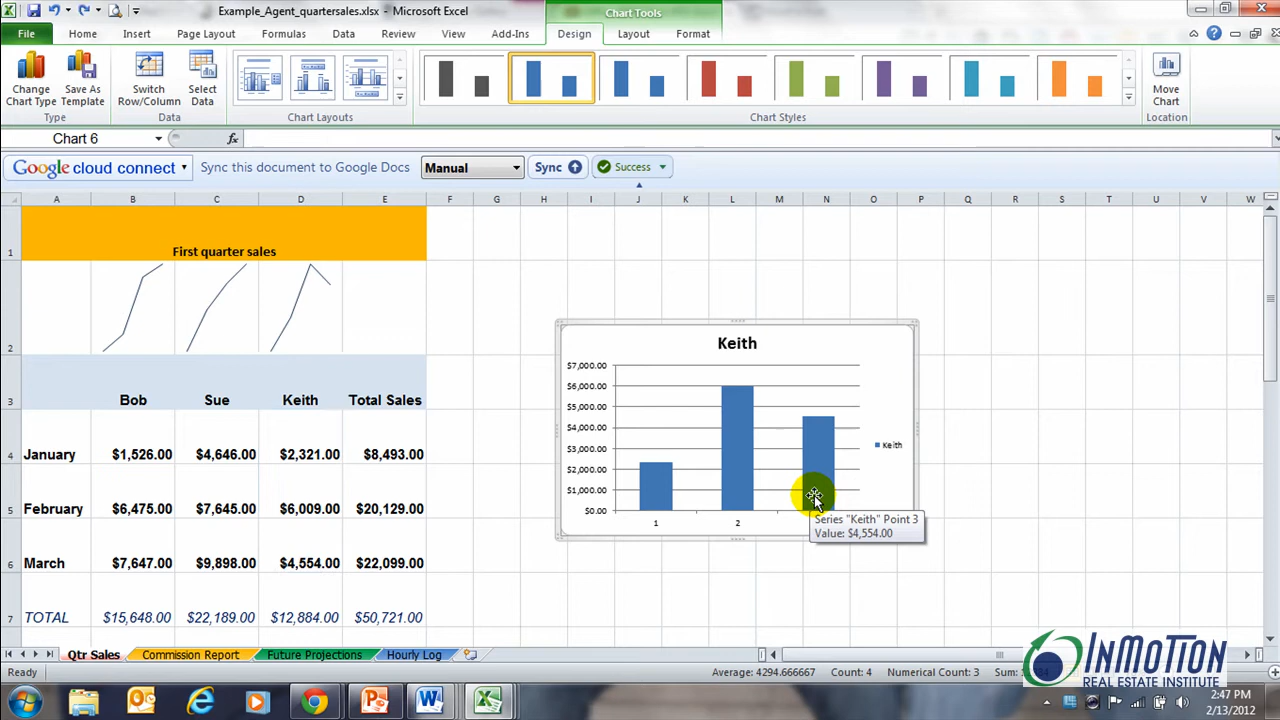 Example_Agent_quartersales.xlsx - Microsoft Excel
Chart Tools
File Home Insert Page Layout Formulas Data Review View Add-Ins Design Layout Format
Change Chart Type
Save As Template
Switch Row/Column
Select Data
Move Chart
Type Data Chart Layouts Chart Styles Location
Chart 6 fx
Google cloud connect Sync this document to Google Docs Manual Sync Success
A B C D E F G H I J K L M N O P Q R S T U V W
1 First quarter sales
2
3 Bob Sue Keith Total Sales
4 January $1,526.00 $4,646.00 $2,321.00 $8,493.00
5 February $6,475.00 $7,645.00 $6,009.00 $20,129.00
6 March $7,647.00 $9,898.00 $4,554.00 $22,099.00
7 TOTAL $15,648.00 $22,189.00 $12,884.00 $50,721.00
Keith
$7,000.00
$6,000.00
$5,000.00
$4,000.00
$3,000.00
$2,000.00
$1,000.00
$0.00
1 2
Keith
Series "Keith" Point 3
Value: $4,554.00
Qtr Sales Commission Report Future Projections Hourly Log
Ready Average: 4294.666667 Count: 4 Numerical Count: 3
INMOTION
REAL ESTATE INSTITUTE
2:47 PM
2/13/2012